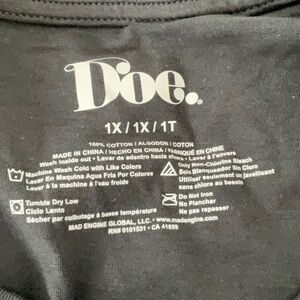 Doe.
1X / 1X / 1T
100% COTTON / ALGODON / COTON
MADE IN CHINA / HECHO EN CHINA / FABRIQUÉ EN CHINE
Wash inside out • Lavar de adentro hacia afuera • Laver à l'envers
Machine Wash Cold with Like Colors
Lavar En Maquina Agua Fria Por Colores
Laver à la machine à l'eau froide
Only Non-Chlorine Bleach
Solo Blanqueador Sin Cloro
Utiliser seulement in javellisant
sans chlore au besoin
Tumble Dry Low
Ciclo Lento
Sécher par culbutage à basse température
Do Not Iron
No Planchar
Ne pas repasser
MAD ENGINE GLOBAL, LLC. • www.madengine.com
RN# 0101531 • CA 41859